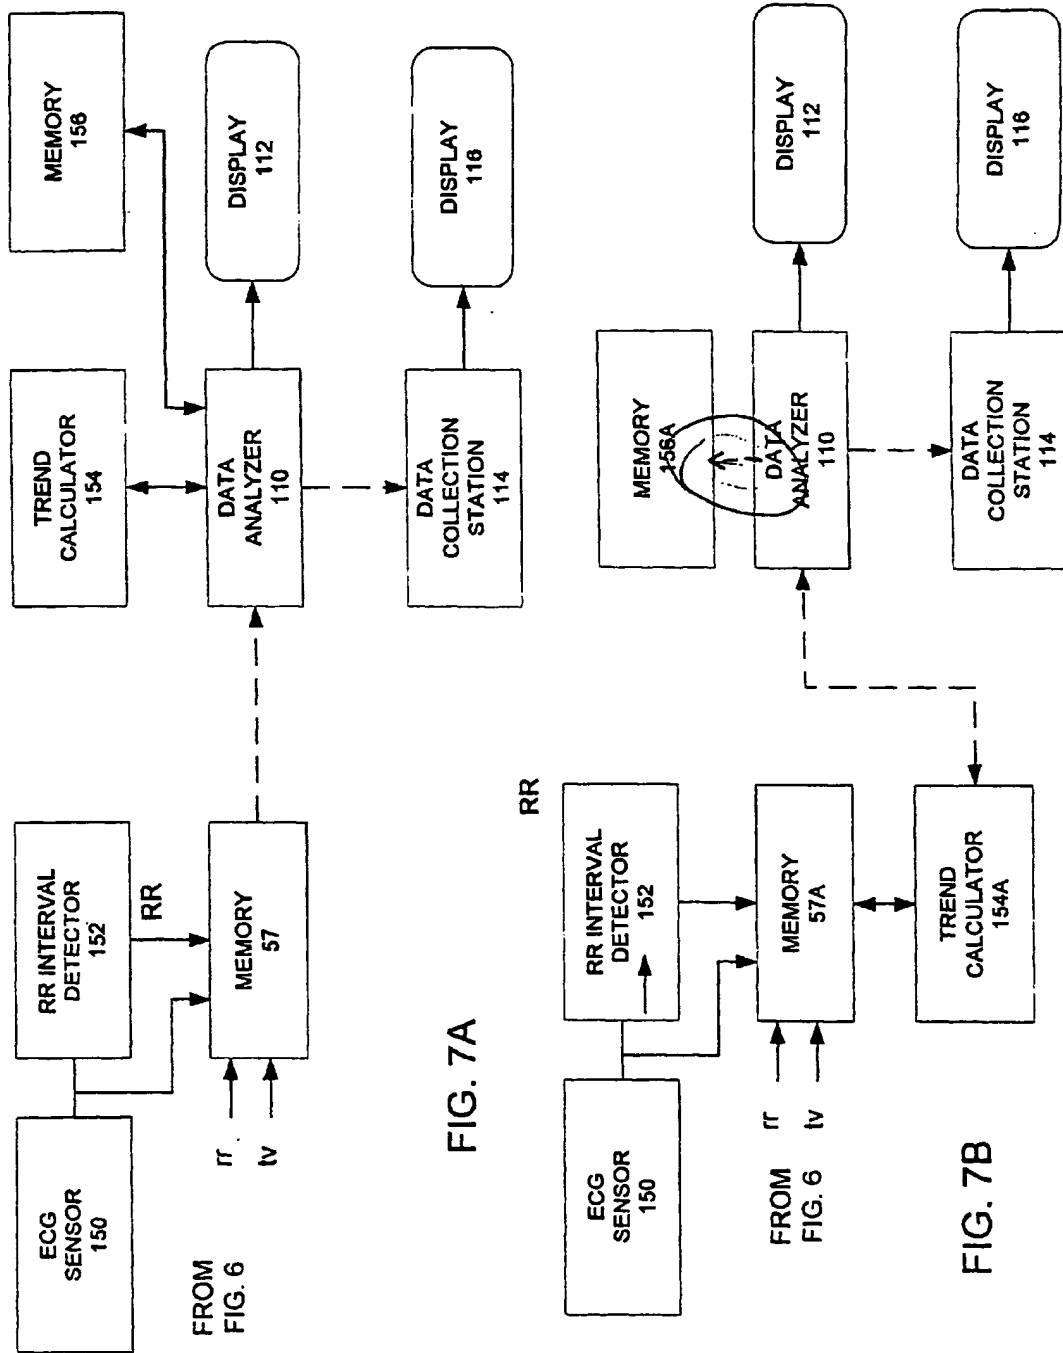 ECG
SENSOR
150
RR INTERVAL
DETECTOR
152
RR
MEMORY
57
rr
tv
FROM
FIG. 6
TREND
CALCULATOR
154
MEMORY
156
DATA
ANALYZER
110
DISPLAY
112
DATA
COLLECTION
STATION
114
DISPLAY
116
FIG. 7A
ECG
SENSOR
150
RR INTERVAL
DETECTOR
152
RR
MEMORY
57A
rr
tv
FROM
FIG. 6
TREND
CALCULATOR
154A
MEMORY
156A
DATA
ANALYZER
110
DISPLAY
112
DATA
COLLECTION
STATION
114
DISPLAY
116
FIG. 7B